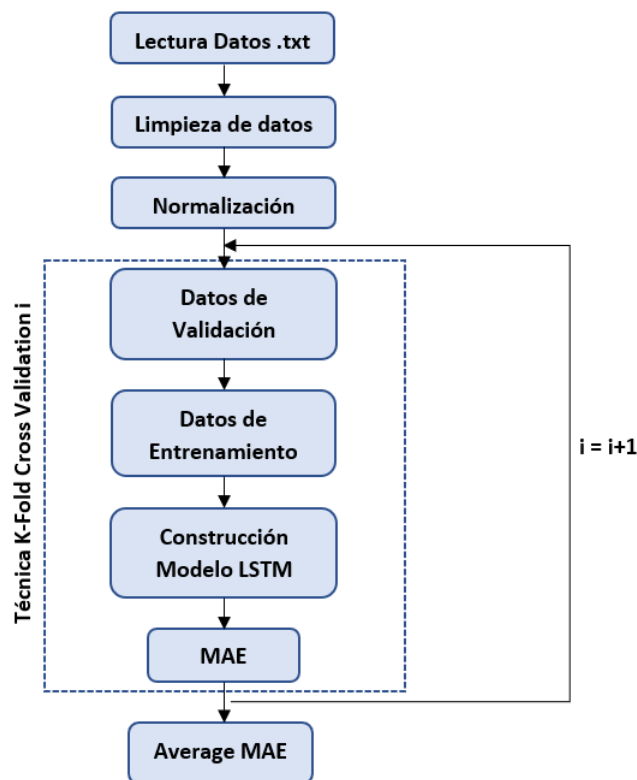 Lectura Datos .txt
Limpieza de datos
Normalización
Técnica K-Fold Cross Validation i
Datos de
Validación
Datos de
Entrenamiento
Construcción
Modelo LSTM
MAE
i = i+1
Average MAE